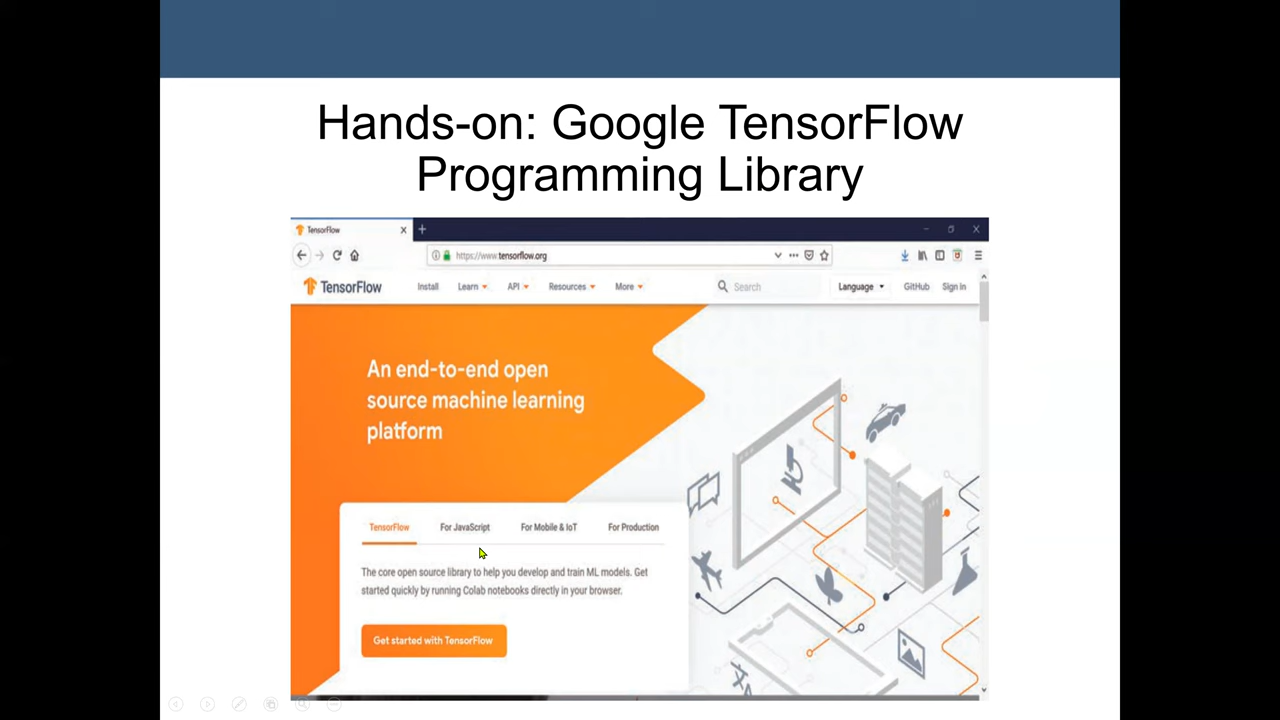 Hands-on: Google TensorFlow
Programming Library
TensorFlow
https://www.tensorflow.org
TensorFlow Install Learn API Resources More Search Language GitHub Sign in
An end-to-end open
source machine learning
platform
TensorFlow For JavaScript For Mobile & IoT For Production
The core open source library to help you develop and train ML models. Get
started quickly by running Colab notebooks directly in your browser.
Get started with TensorFlow